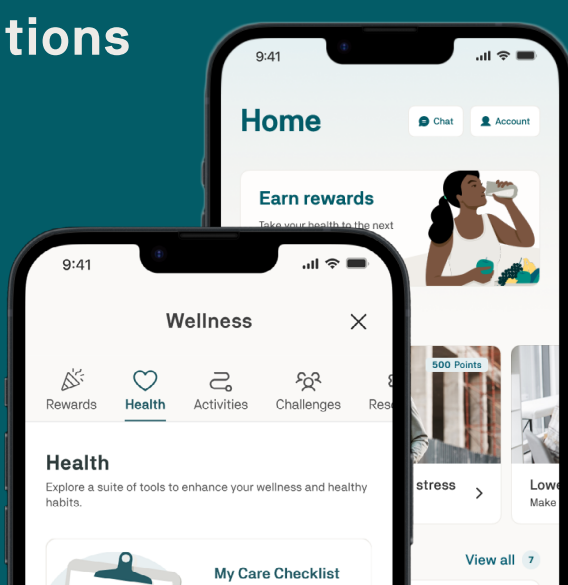 tions
9:41
Home
Chat
Account
Earn rewards
Take your health to the next
9:41
Wellness
Rewards
Health
Activities
Challenges
Health
Explore a suite of tools to enhance your wellness and healthy
habits.
My Care Checklist
500 Points
stress
Make
View all 7